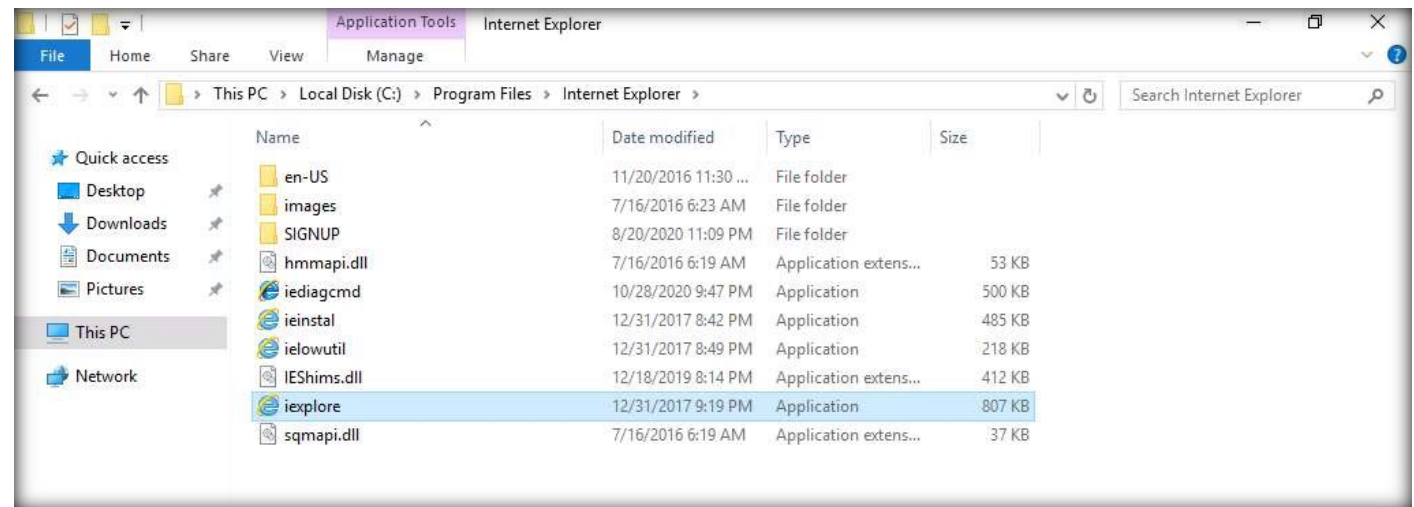 Application Tools Internet Explorer
File Home Share View Manage
This PC > Local Disk (C:) > Program Files > Internet Explorer > Search Internet Explorer
Name Date modified Type Size
Quick access
en-US 11/20/2016 11:30 ... File folder
Desktop
images 7/16/2016 6:23 AM File folder
Downloads
SIGNUP 8/20/2020 11:09 PM File folder
Documents
hmmapi.dll 7/16/2016 6:19 AM Application extens... 53 KB
Pictures
iediagcmd 10/28/2020 9:47 PM Application 500 KB
ieinstal 12/31/2017 8:42 PM Application 485 KB
This PC
ielowutil 12/31/2017 8:49 PM Application 218 KB
Network
IEShims.dll 12/18/2019 8:14 PM Application extens... 412 KB
iexplore 12/31/2017 9:19 PM Application 807 KB
sqmapi.dll 7/16/2016 6:19 AM Application extens... 37 KB